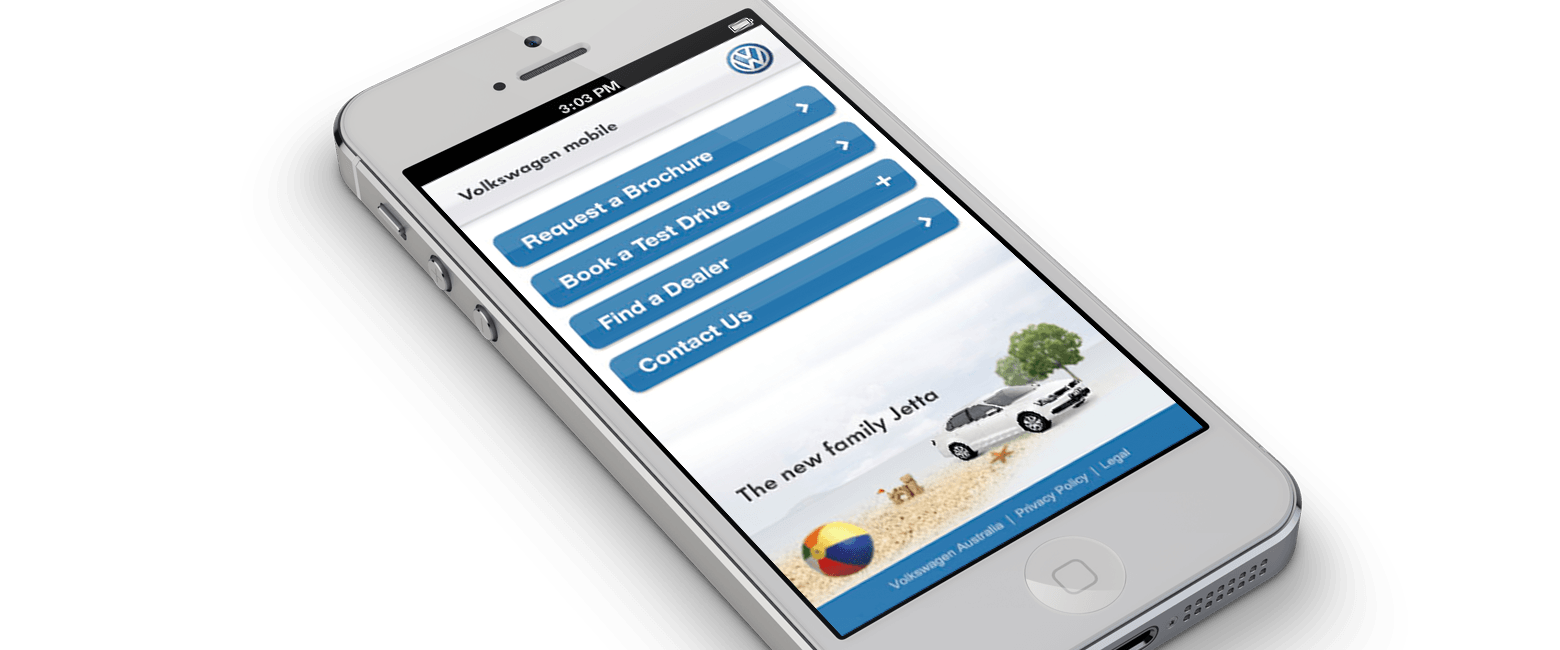 3:03 PM
Volkswagen mobile
Request a Brochure
Book a Test Drive
Find a Dealer
Contact Us
The new family Jetta
Volkswagen Australia | Privacy Policy | Legal